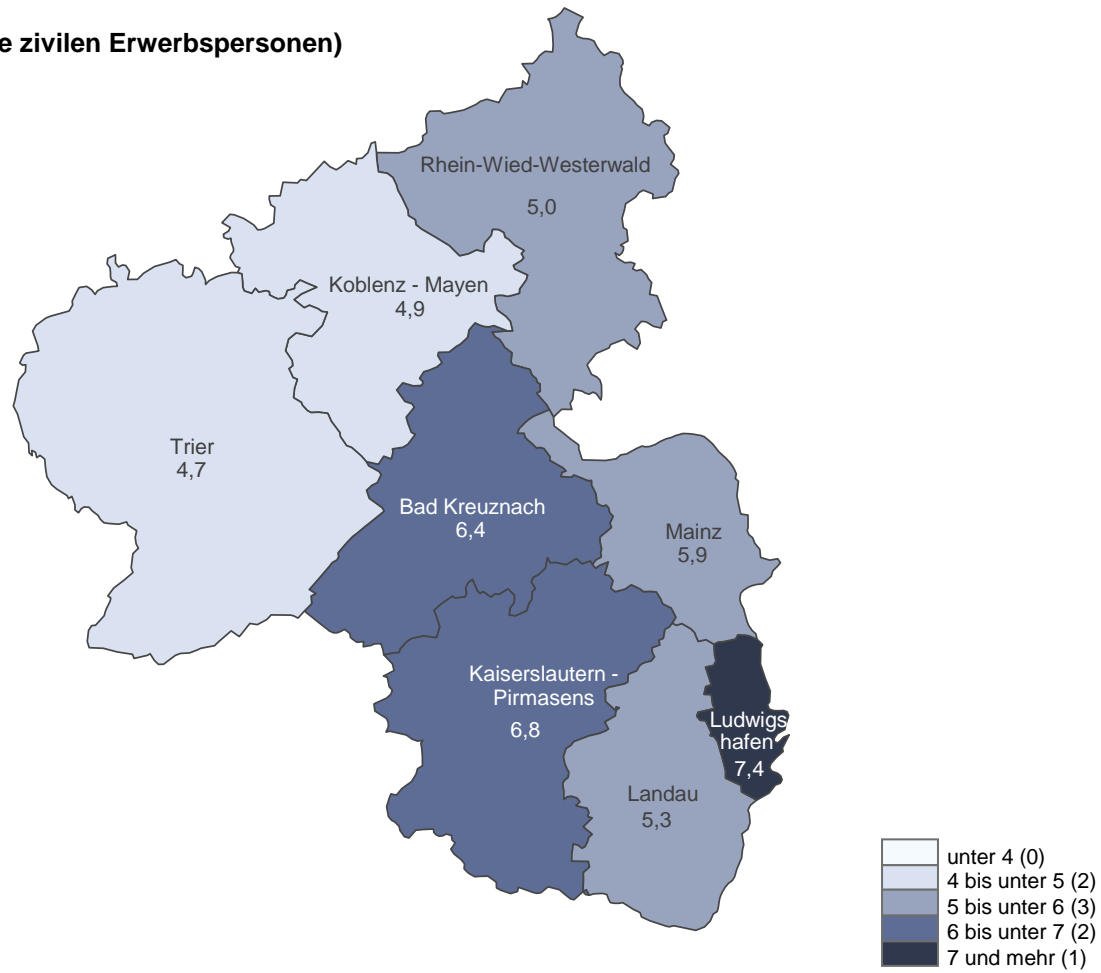 e zivilen Erwerbspersonen)
Rhein-Wied-Westerwald
5,0
Koblenz - Mayen
4,9
Trier
4,7
Bad Kreuznach
6,4
Mainz
5,9
Kaiserslautern -
Pirmasens
6,8
Ludwigs
hafen
7,4
Landau
5,3
unter 4 (0)
4 bis unter 5 (2)
5 bis unter 6 (3)
6 bis unter 7 (2)
7 und mehr (1)